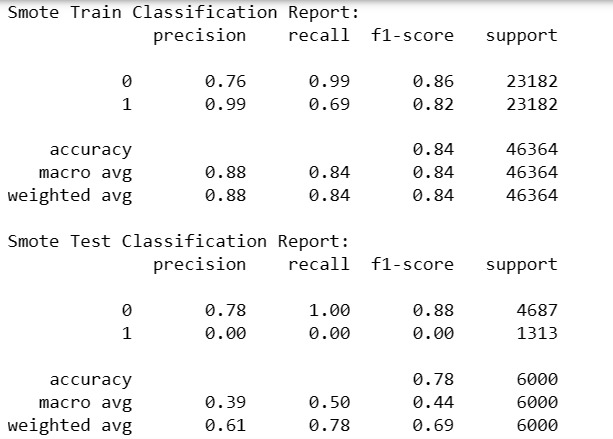 Smote Train Classification Report:
precision recall f1-score support
0 0.76 0.99 0.86 23182
1 0.99 0.69 0.82 23182
accuracy 0.84 46364
macro avg 0.88 0.84 0.84 46364
weighted avg 0.88 0.84 0.84 46364
Smote Test Classification Report:
precision recall f1-score support
0 0.78 1.00 0.88 4687
1 0.00 0.00 0.00 1313
accuracy 0.78 6000
macro avg 0.39 0.50 0.44 6000
weighted avg 0.61 0.78 0.69 6000